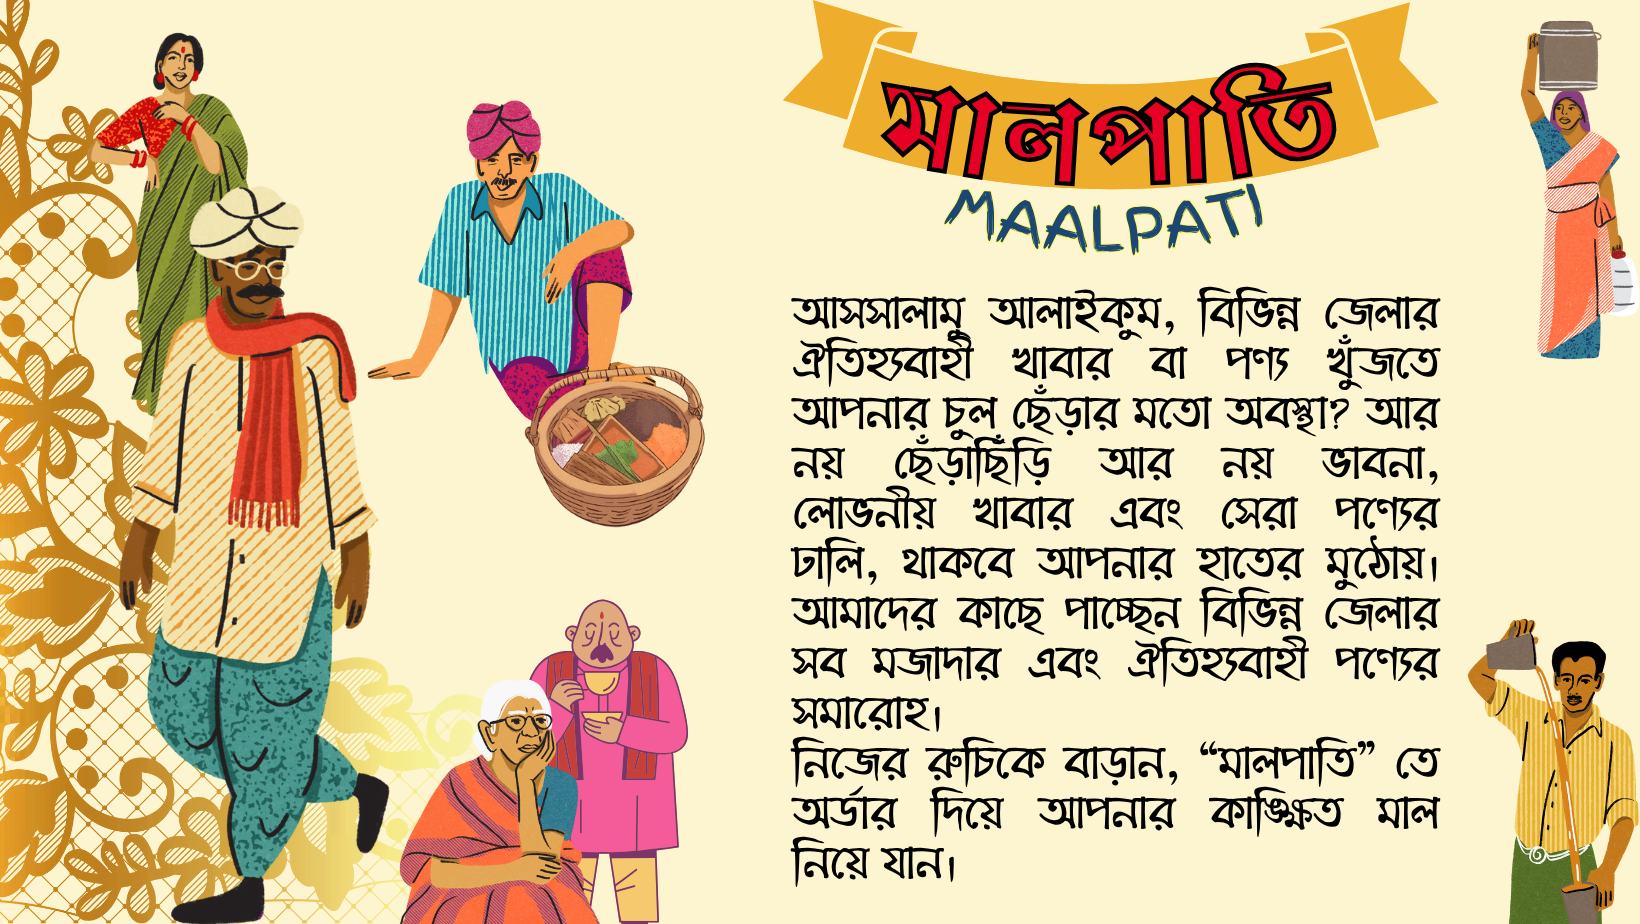 মালপাতি
MAALPATI
আসসালামু আলাইকুম, বিভিন্ন জেলার
ঐতিহ্যবাহী খাবার বা পণ্য খুঁজতে
আপনার চুল ছেঁড়ার মতো অবস্থা? আর
নয় ছেঁড়াছিঁড়ি আর নয় ভাবনা,
লোভনীয় খাবার এবং সেরা পণ্যের
ঢালি, থাকবে আপনার হাতের মুঠোয়।
আমাদের কাছে পাচ্ছেন বিভিন্ন জেলার
সব মজাদার এবং ঐতিহ্যবাহী পণ্যের
সমারোহ।
নিজের রুচিকে বাড়ান, “মালপাতি” তে
অর্ডার দিয়ে আপনার কাঙ্ক্ষিত মাল
নিয়ে যান।